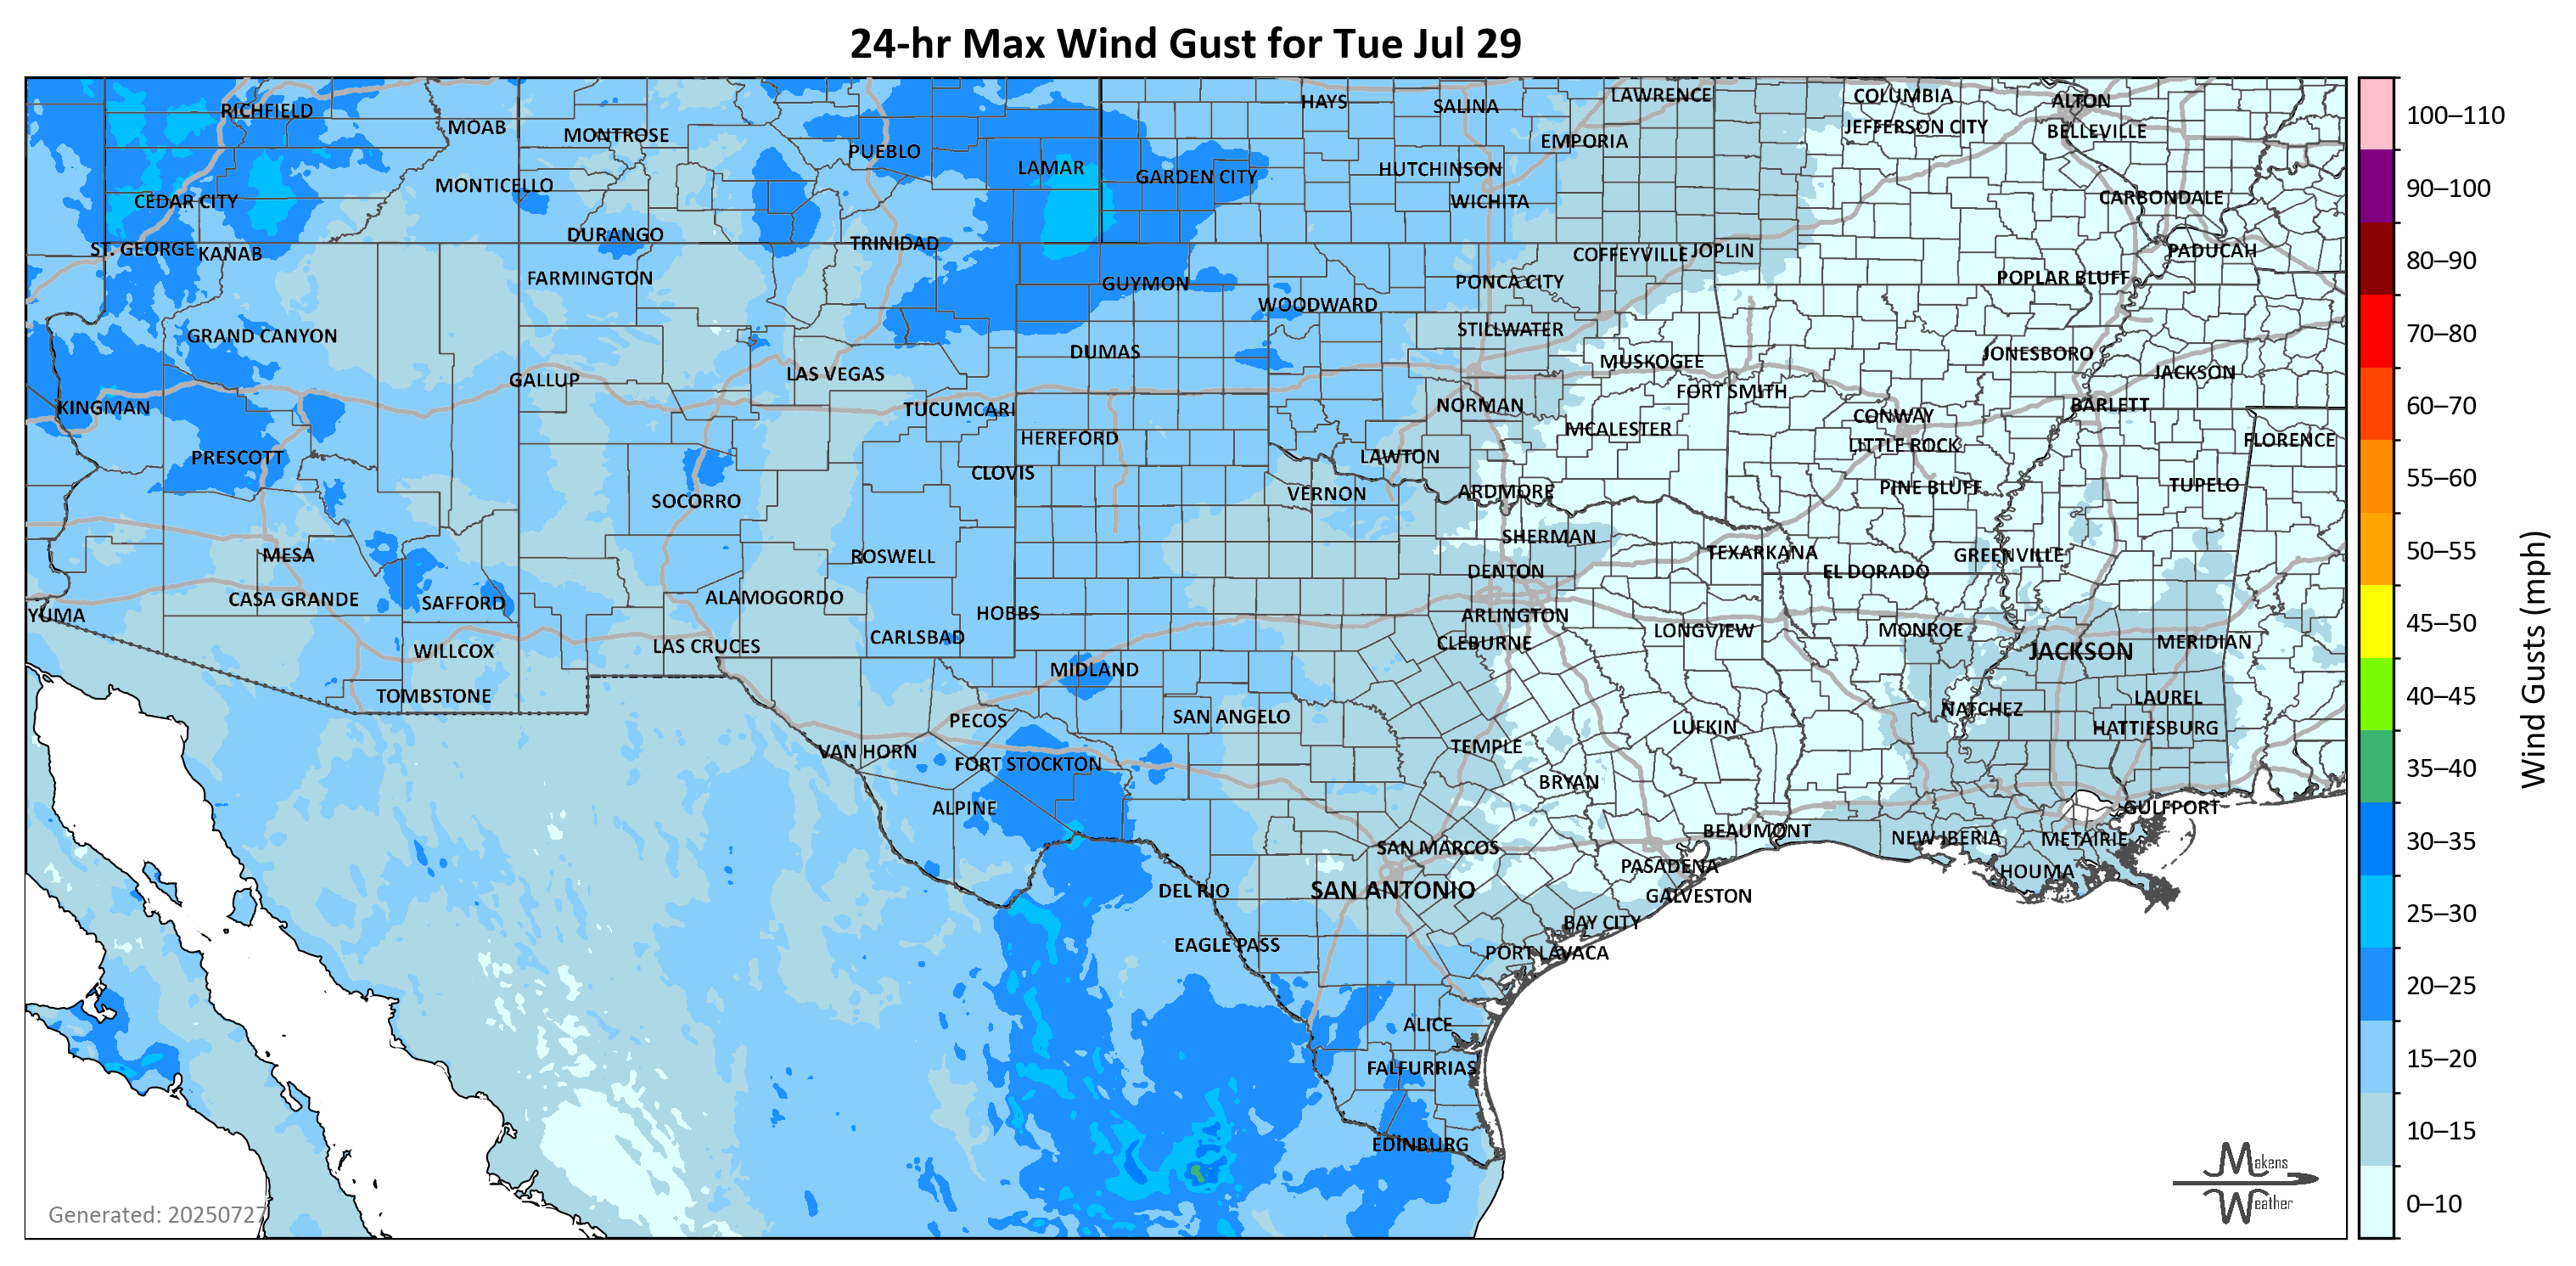 24-hr Max Wind Gust for Tue Jul 29
RICHFIELD
MOAB
MONTROSE
PUEBLO
LAMAR
GARDEN CITY
HAYS
SALINA
LAWRENCE
EMPORIA
HUTCHINSON
WICHITA
COLUMBIA
JEFFERSON CITY
ALTON
BELLEVILLE
CARBONDALE
PADUCAH
MONTICELLO
CEDAR CITY
ST. GEORGE
KANAB
DURANGO
TRINIDAD
FARMINGTON
GUYMON
WOODWARD
PONCA CITY
COFFEYVILLE
JOPLIN
POPLAR BLUFF
GRAND CANYON
DUMAS
STILLWATER
MUSKOGEE
JONESBORO
JACKSON
KINGMAN
GALLUP
LAS VEGAS
TUCUMCARI
NORMAN
FORT SMITH
CONWAY
BARLETT
HEREFORD
MCALESTER
LITTLE ROCK
FLORENCE
PRESCOTT
CLOVIS
LAWTON
SOCORRO
VERNON
ARDMORE
PINE BLUFF
TUPELO
MESA
ROSWELL
SHERMAN
TEXARKANA
GREENVILLE
DENTON
EL DORADO
YUMA
CASA GRANDE
SAFFORD
ALAMOGORDO
HOBBS
ARLINGTON
CLEBURNE
LONGVIEW
MONROE
JACKSON
MERIDIAN
WILLCOX
LAS CRUCES
CARLSBAD
MIDLAND
TOMBSTONE
PECOS
SAN ANGELO
LUFKIN
NATCHEZ
LAUREL
HATTIESBURG
VAN HORN
FORT STOCKTON
TEMPLE
BRYAN
ALPINE
GULFPORT
SAN MARCOS
BEAUMONT
NEW IBERIA
METAIRIE
PASADENA
HOUMA
DEL RIO
SAN ANTONIO
GALVESTON
BAY CITY
EAGLE PASS
PORT LAVACA
ALICE
FALFURRIAS
EDINBURG
Generated: 20250727
Makens
Weather
100–110
90–100
80–90
70–80
60–70
55–60
50–55
45–50
40–45
35–40
30–35
25–30
20–25
15–20
10–15
0–10
Wind Gusts (mph)